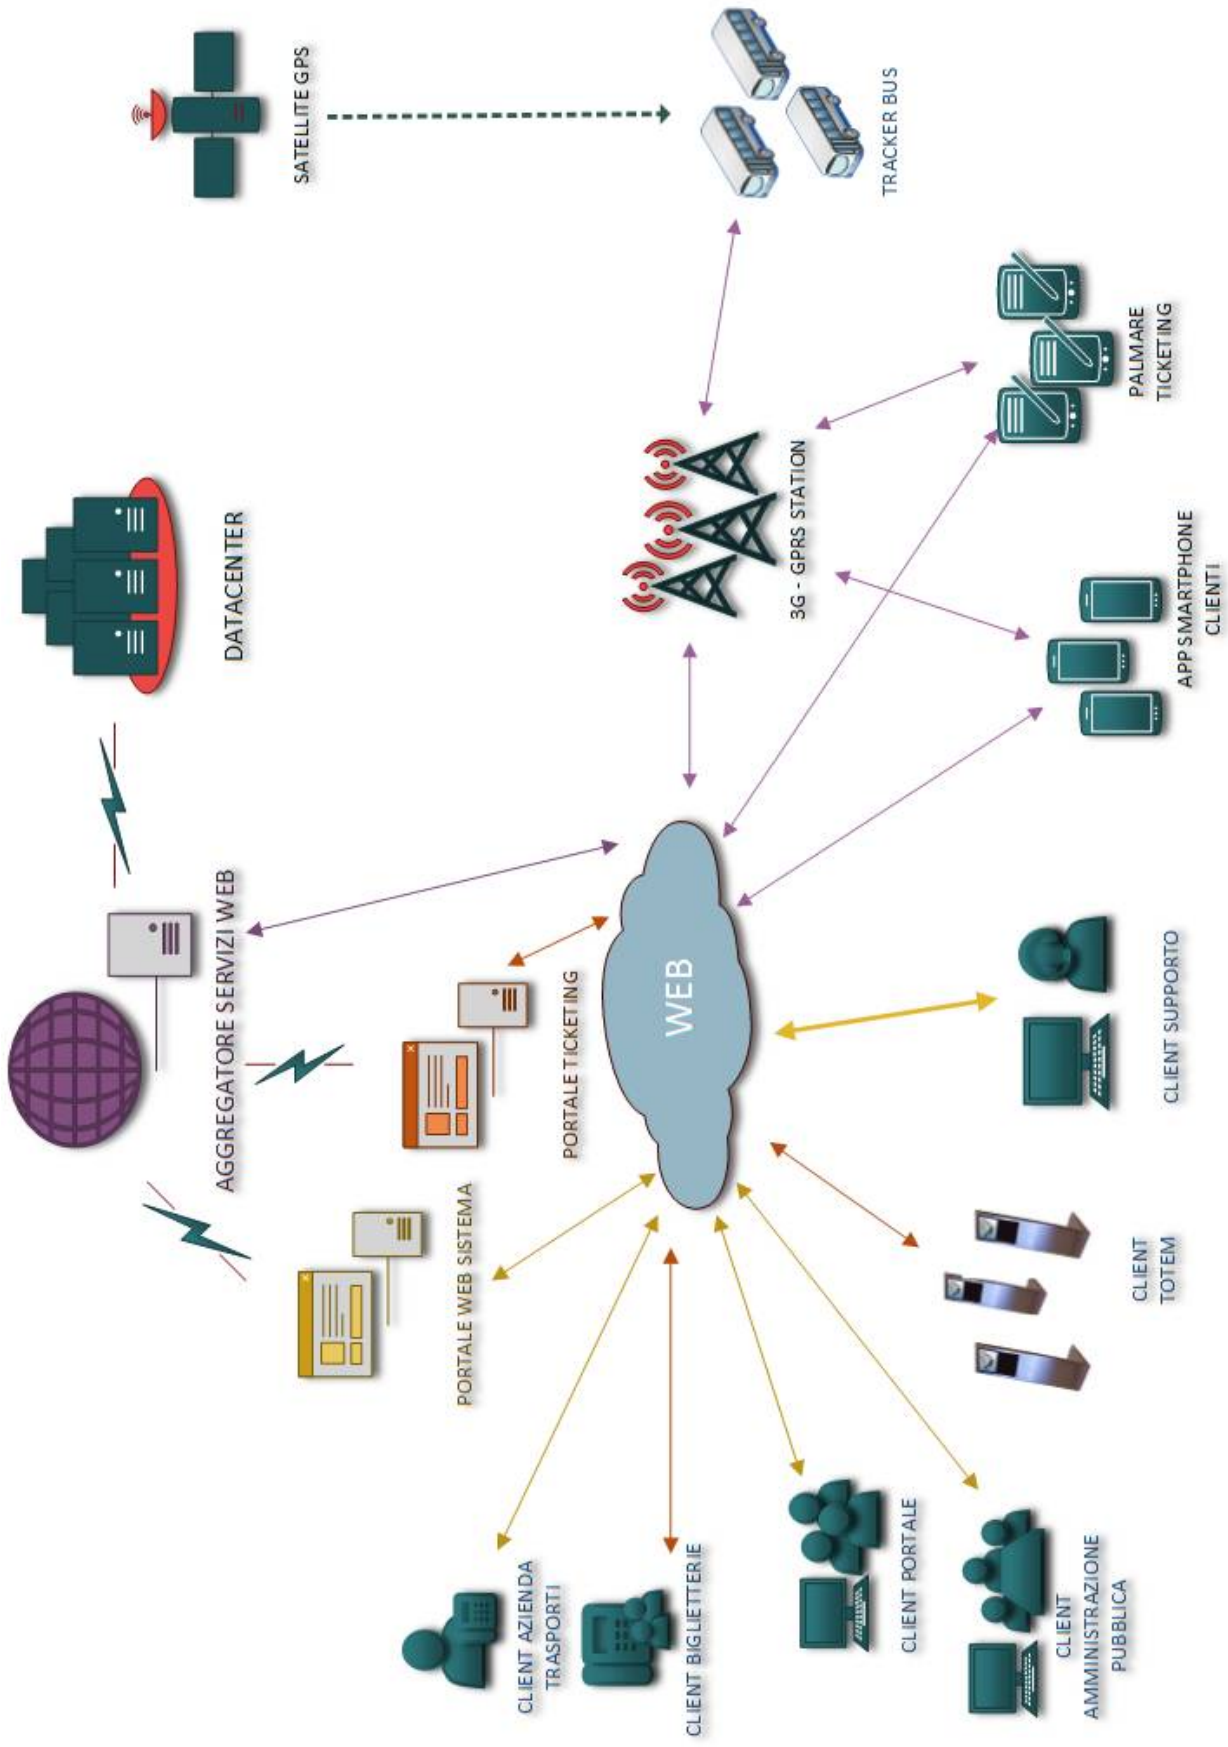 AGGREGATORE SERVIZI WEB
DATACENTER
SATELLITE GPS
PORTALE WEB SISTEMA
CLIENT AZIENDA
TRASPORTI
PORTALE TICKETING
WEB
CLIENT BIGLIETTERIE
3G - GPRS STATION
TRACKER BUS
CLIENT PORTALE
CLIENT
AMMINISTRAZIONE
PUBBLICA
CLIENT
TOTEM
CLIENT SUPPORTO
APP SMARTPHONE
CLIENTI
PALMARE
TICKETING